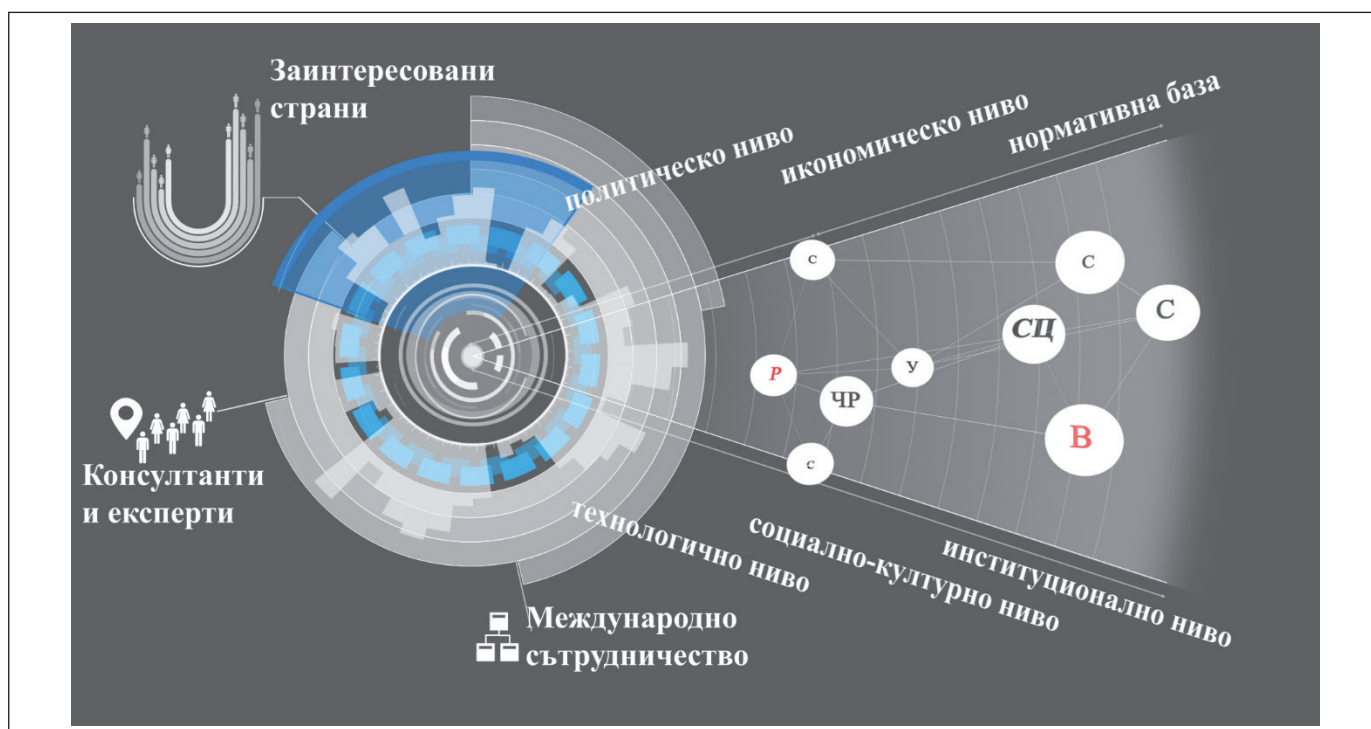 Заинтересовани
страни
политическо ниво
икономическо ниво
нормативна база
с
С
С
СЦ
У
Р
ЧР
В
с
Консултанти
и експерти
технологично ниво
социално-културно ниво
институционално ниво
Международно
сътрудничество